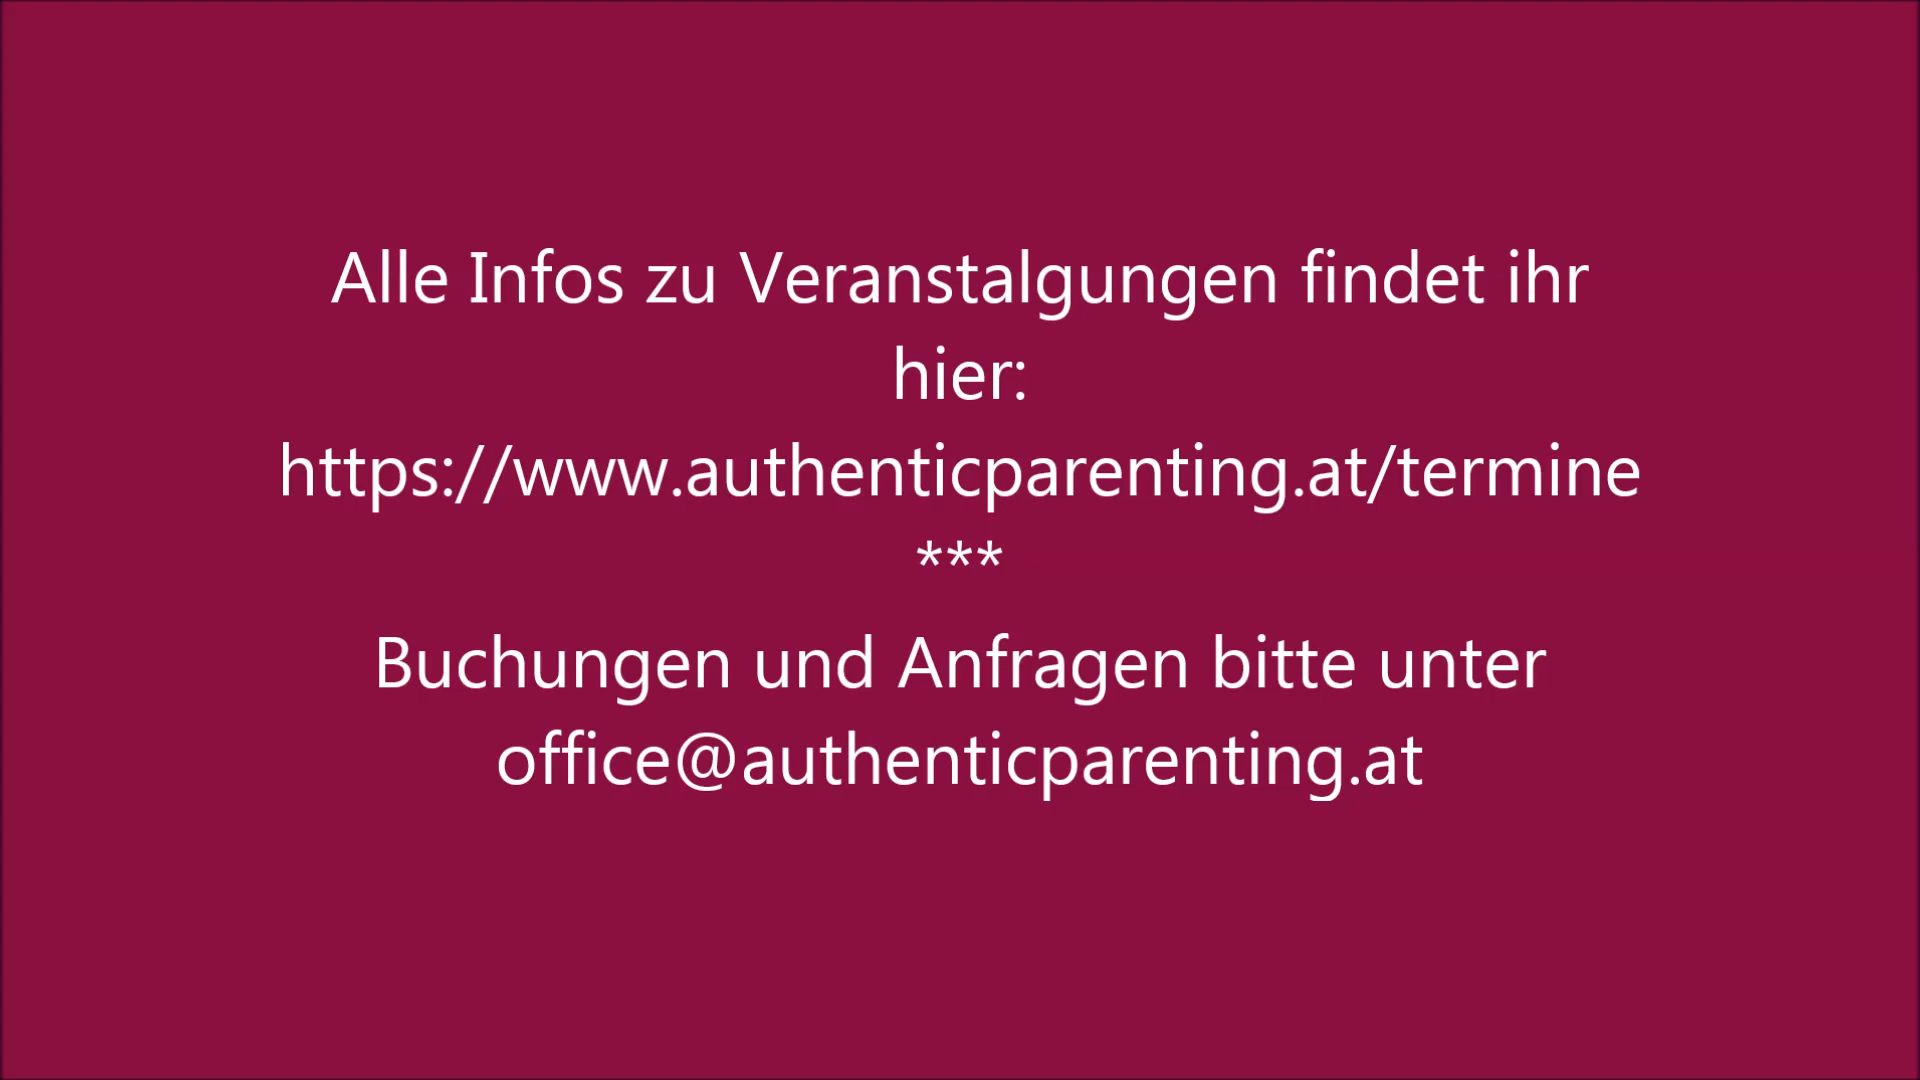 Alle Infos zu Veranstalgungen findet ihr
hier:
https://www.authenticparenting.at/termine
***
Buchungen und Anfragen bitte unter
office@authenticparenting.at